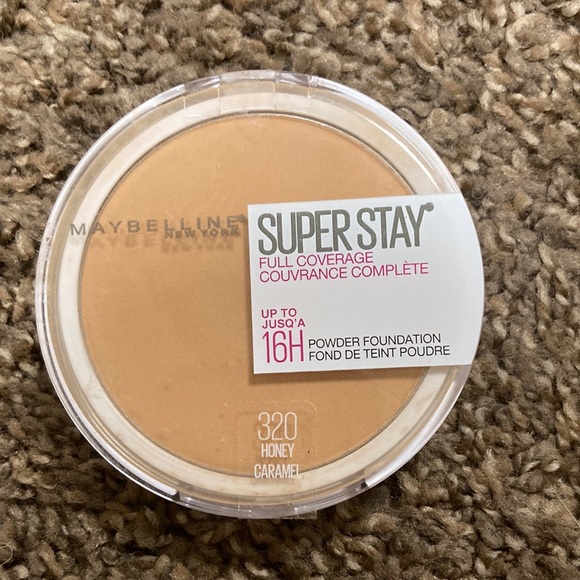 MAYBELLINE
NEW YORK
SUPER STAY®
FULL COVERAGE
COUVRANCE COMPLÈTE
UP TO
JUSQ'A
16H POWDER FOUNDATION
FOND DE TEINT POUDRE
320
HONEY
CARAMEL